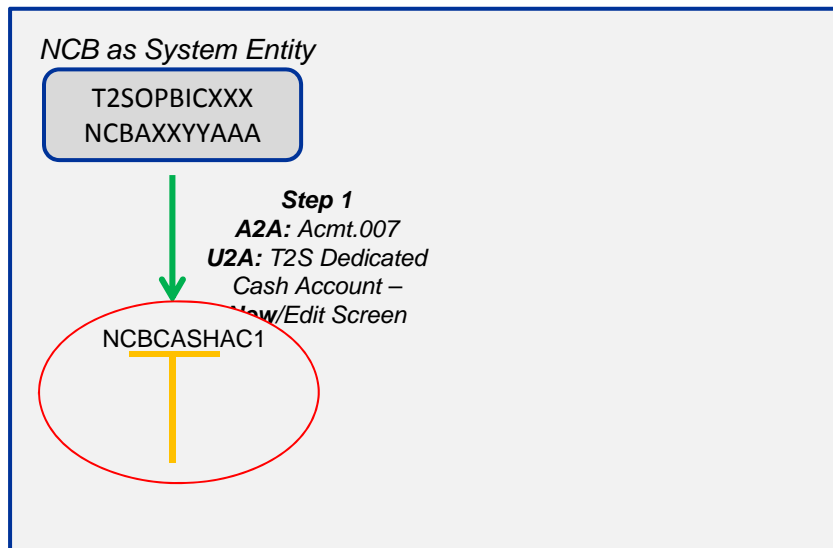 NCB as System Entity
T2SOPBICXXX
NCBAXXYYAAA
Step 1
A2A: Acmt.007
U2A: T2S Dedicated
Cash Account –
New/Edit Screen
NCBCASHAC1